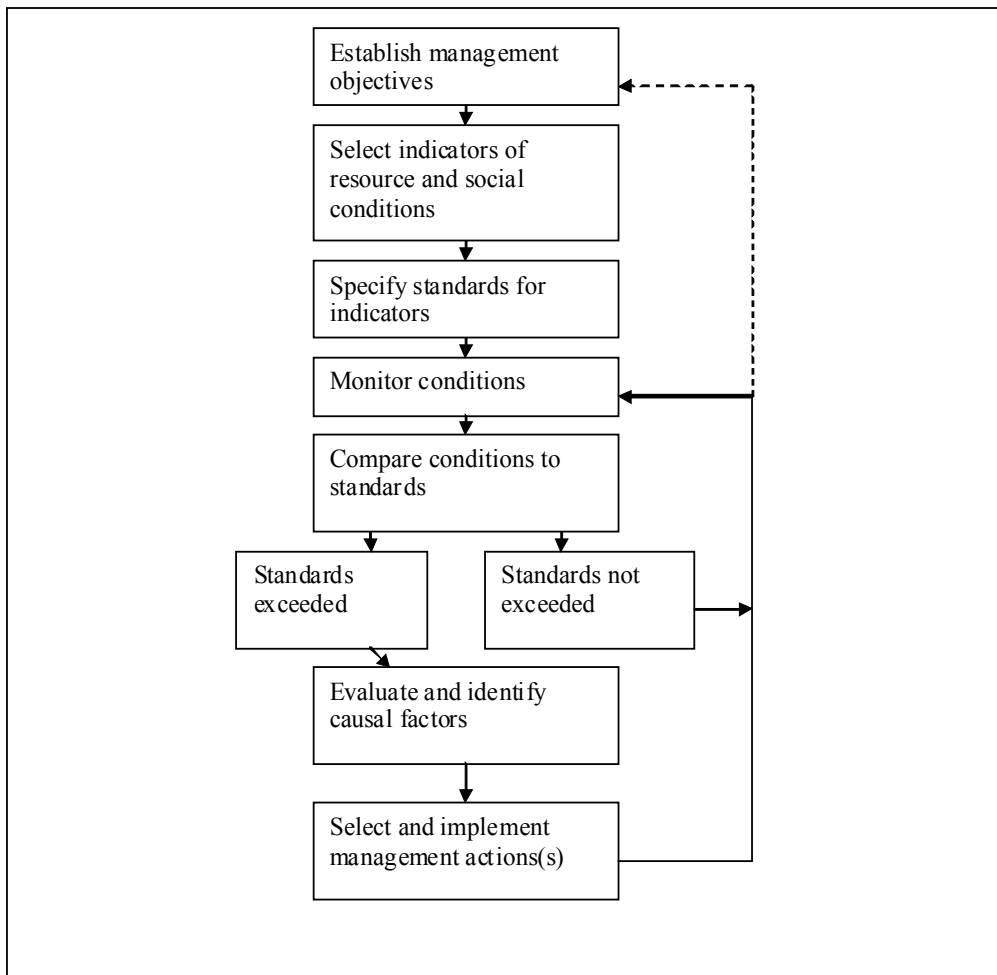 Establish management
objectives
Select indicators of
resource and social
conditions
Specify standards for
indicators
Monitor conditions
Compare conditions to
standards
Standards
exceeded
Standards not
exceeded
Evaluate and identify
causal factors
Select and implement
management actions(s)